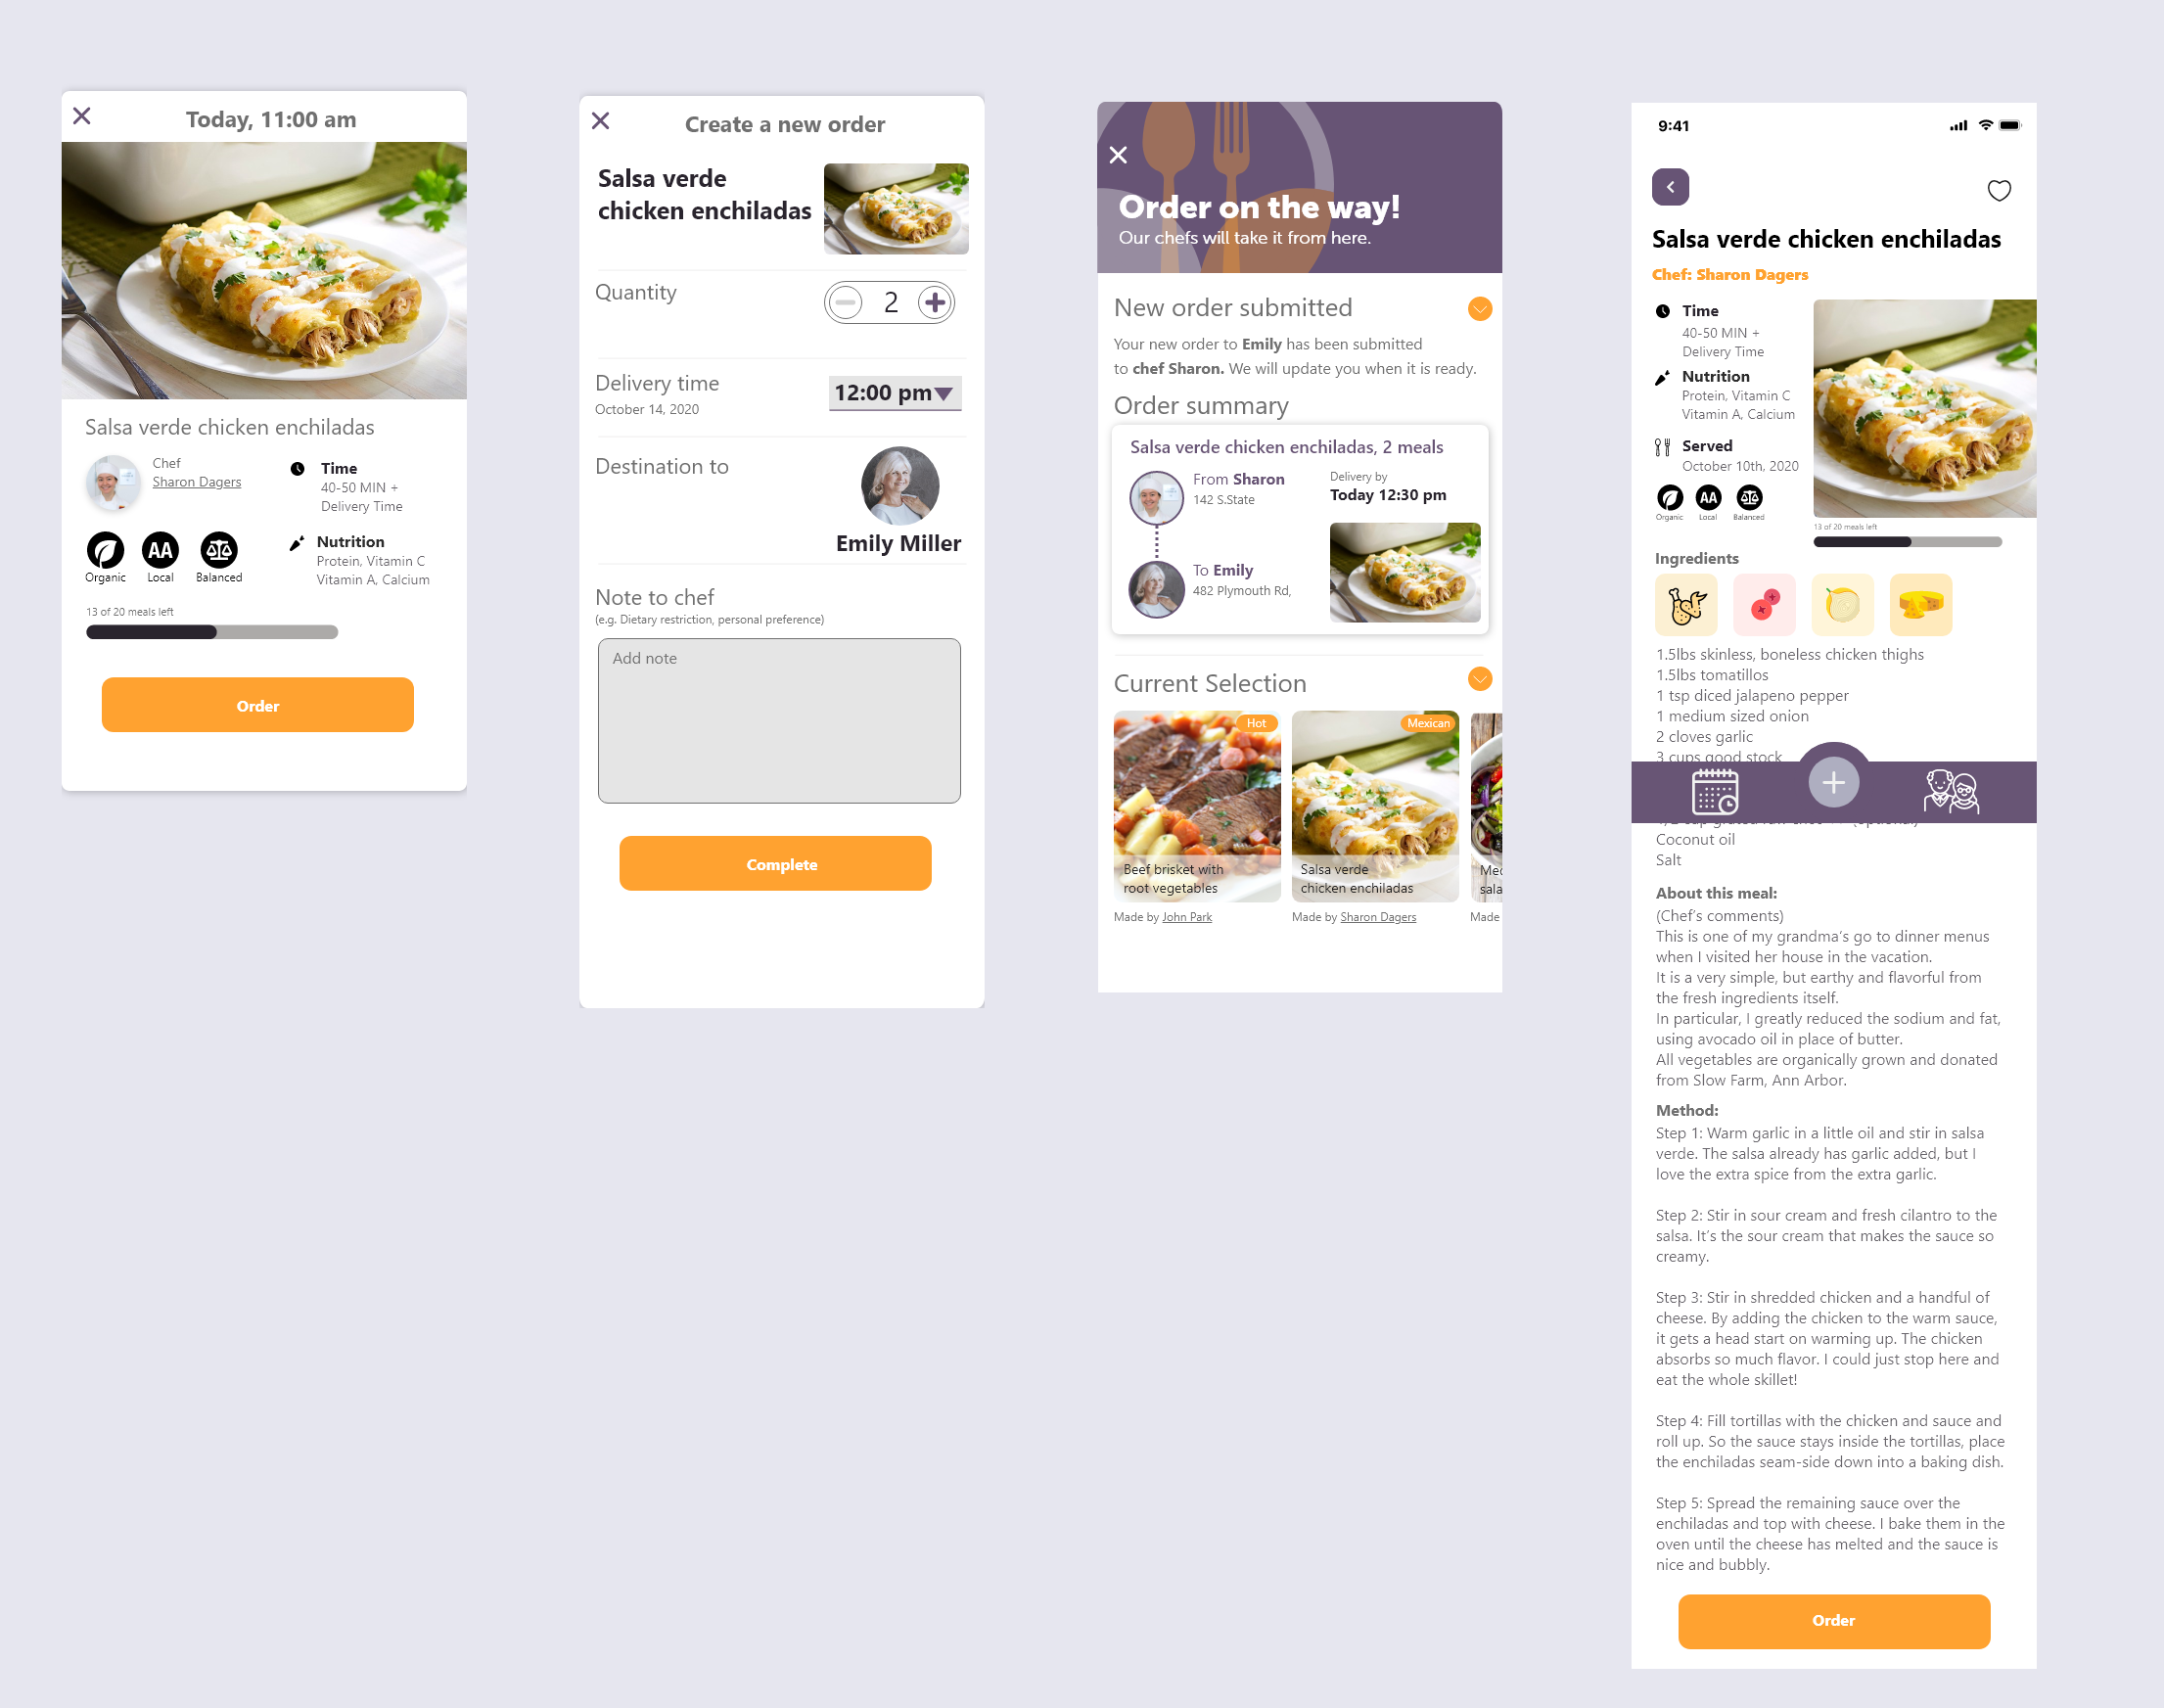 Today, 11:00 am
Salsa verde chicken enchiladas
Chef
Sharon Dagers
Time
40-50 MIN +
Delivery Time
AA
Organic
Local
Balanced
Nutrition
Protein, Vitamin C
Vitamin A, Calcium
13 of 20 meals left
Order
Create a new order
Salsa verde
chicken enchiladas
Quantity
2
Delivery time
October 14, 2020
12:00 pm
Destination to
Emily Miller
Note to chef
(e.g. Dietary restriction, personal preference)
Add note
Complete
Order on the way!
Our chefs will take it from here.
New order submitted
Your new order to Emily has been submitted
to chef Sharon. We will update you when it is ready.
Order summary
Salsa verde chicken enchiladas, 2 meals
From Sharon
142 S.State
Delivery by
Today 12:30 pm
To Emily
482 Plymouth Rd,
Current Selection
Hot
Beef brisket with
root vegetables
Made by John Park
Mexican
Salsa verde
chicken enchiladas
Made by Sharon Dagers
Made
9:41
Salsa verde chicken enchiladas
Chef: Sharon Dagers
Time
40-50 MIN +
Delivery Time
Nutrition
Protein, Vitamin C
Vitamin A, Calcium
Served
October 10th, 2020
AA
Organic
Local
Balanced
13 of 20 meals left
Ingredients
1.5lbs skinless, boneless chicken thighs
1.5lbs tomatillos
1 tsp diced jalapeno pepper
1 medium sized onion
2 cloves garlic
3 cups good stock
Coconut oil
Salt
About this meal:
(Chef's comments)
This is one of my grandma's go to dinner menus
when I visited her house in the vacation.
It is a very simple, but earthy and flavorful from
the fresh ingredients itself.
In particular, I greatly reduced the sodium and fat,
using avocado oil in place of butter.
All vegetables are organically grown and donated
from Slow Farm, Ann Arbor.
Method:
Step 1: Warm garlic in a little oil and stir in salsa
verde. The salsa already has garlic added, but I
love the extra spice from the extra garlic.
Step 2: Stir in sour cream and fresh cilantro to the
salsa. It's the sour cream that makes the sauce so
creamy.
Step 3: Stir in shredded chicken and a handful of
cheese. By adding the chicken to the warm sauce,
it gets a head start on warming up. The chicken
absorbs so much flavor. I could just stop here and
eat the whole skillet!
Step 4: Fill tortillas with the chicken and sauce and
roll up. So the sauce stays inside the tortillas, place
the enchiladas seam-side down into a baking dish.
Step 5: Spread the remaining sauce over the
enchiladas and top with cheese. I bake them in the
oven until the cheese has melted and the sauce is
nice and bubbly.
Order